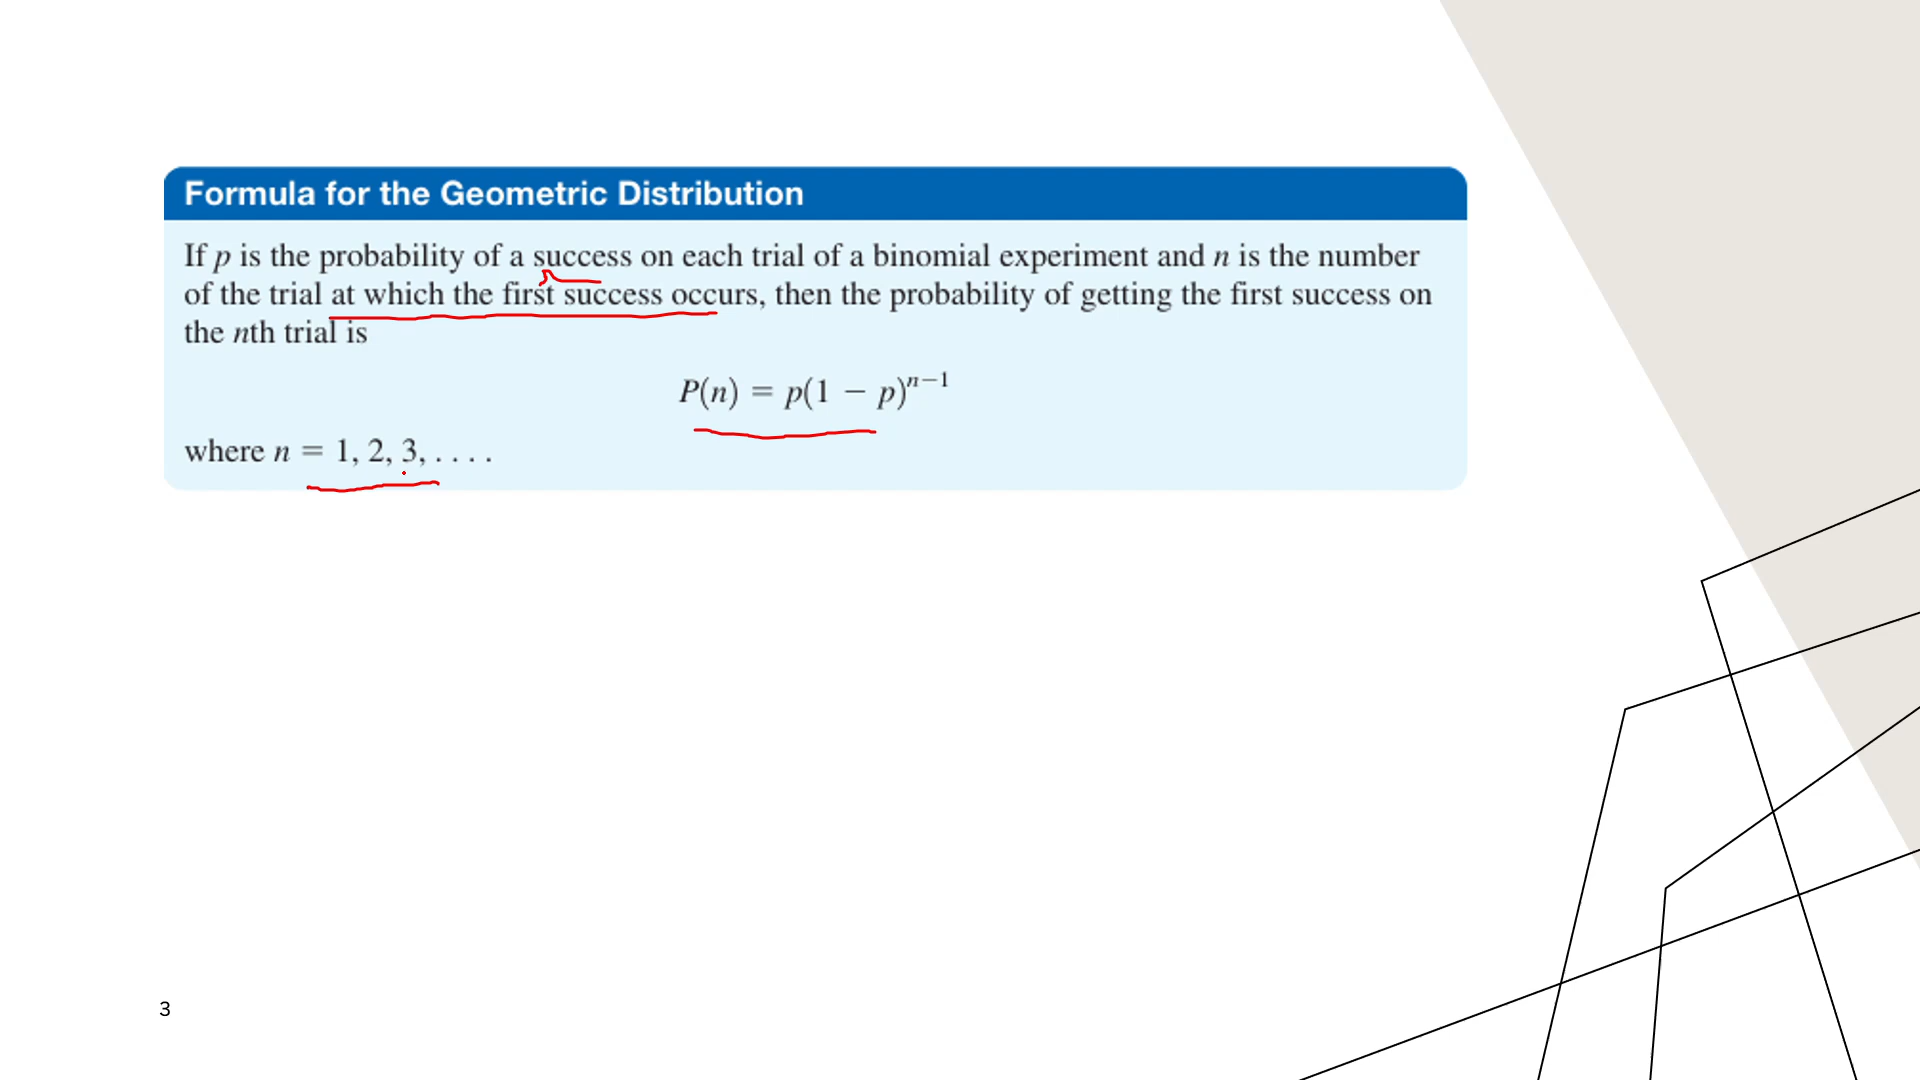 Formula for the Geometric Distribution
If p is the probability of a success on each trial of a binomial experiment and n is the number
of the trial at which the first success occurs, then the probability of getting the first success on
the nth trial is
P(n) = p(1 − p)ⁿ⁻¹
where n = 1, 2, 3, . . . .
3